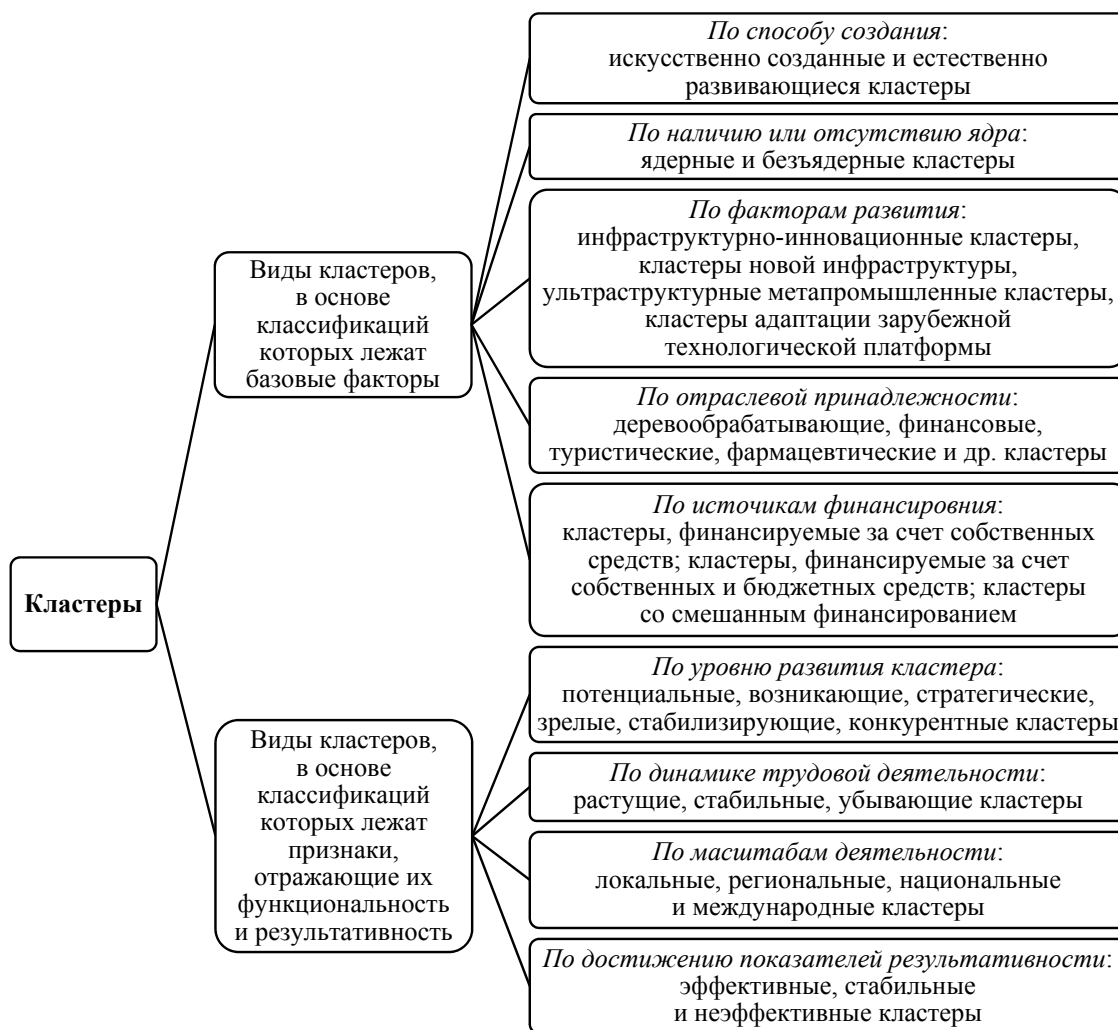 Кластеры
Виды кластеров,
в основе
классификаций
которых лежат
базовые факторы
По способу создания:
искусственно созданные и естественно
развивающиеся кластеры
По наличию или отсутствию ядра:
ядерные и безъядерные кластеры
По факторам развития:
инфраструктурно-инновационные кластеры,
кластеры новой инфраструктуры,
ультраструктурные метапромышленные кластеры,
кластеры адаптации зарубежной
технологической платформы
По отраслевой принадлежности:
деревообрабатывающие, финансовые,
туристические, фармацевтические и др. кластеры
По источикам финансировния:
кластеры, финансируемые за счет собственных
средств; кластеры, финансируемые за счет
собственных и бюджетных средств; кластеры
со смешанным финансированием
Виды кластеров,
в основе
классификаций
которых лежат
признаки,
отражающие их
функциональность
и результативность
По уровню развития кластера:
потенциальные, возникающие, стратегические,
зрелые, стабилизирующие, конкурентные кластеры
По динамике трудовой деятельности:
растущие, стабильные, убывающие кластеры
По масштабам деятельности:
локальные, региональные, национальные
и международные кластеры
По достижению показателей результативности:
эффективные, стабильные
и неэффективные кластеры